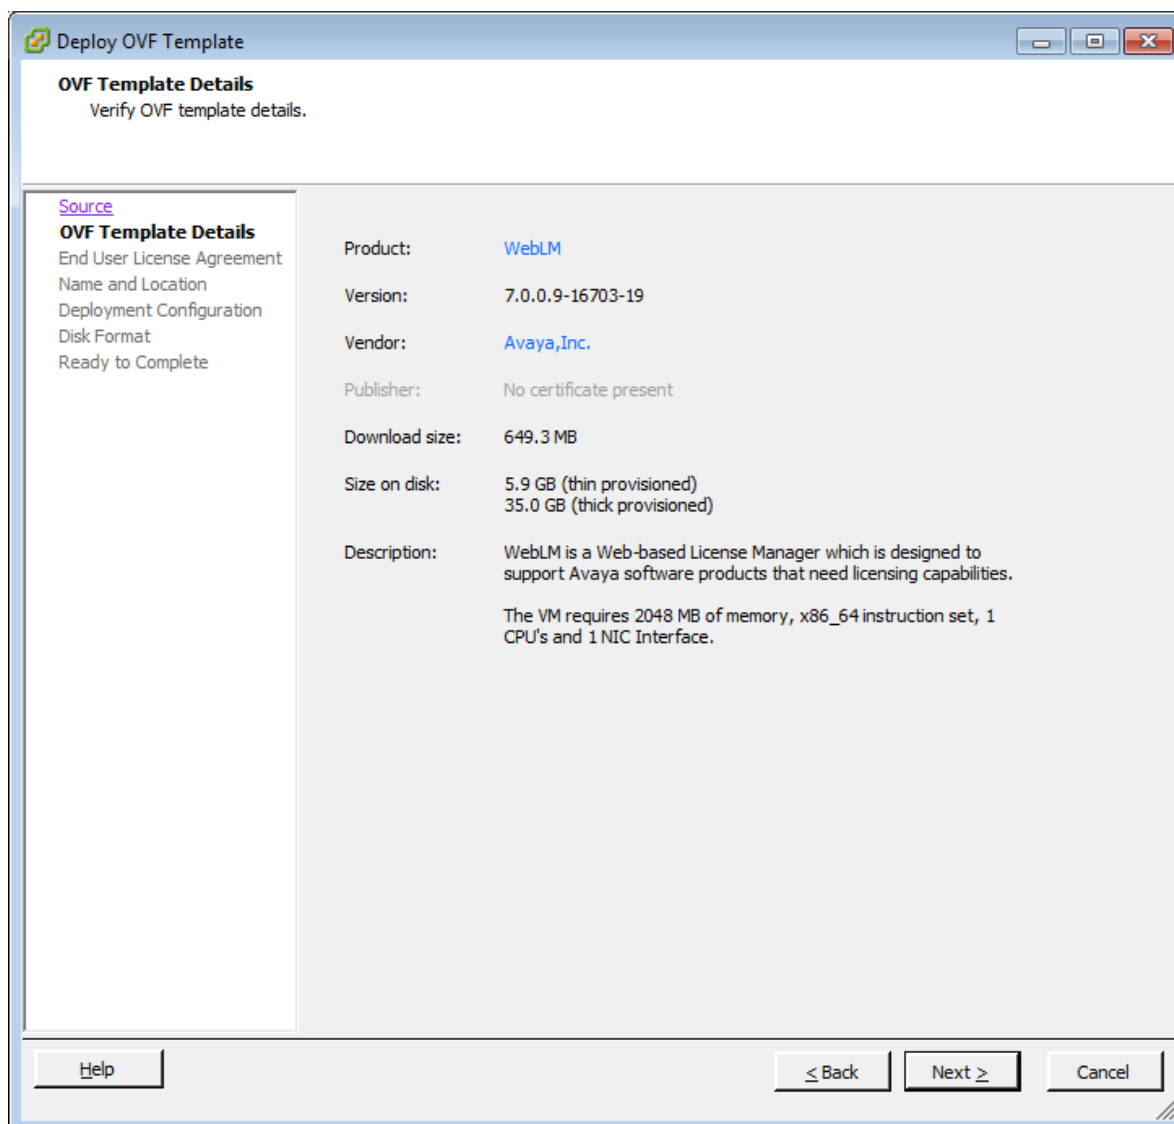 Deploy OVF Template
OVF Template Details
Verify OVF template details.
Source
OVF Template Details
End User License Agreement
Name and Location
Deployment Configuration
Disk Format
Ready to Complete
Product: WebLM
Version: 7.0.0.9-16703-19
Vendor: Avaya,Inc.
Publisher: No certificate present
Download size: 649.3 MB
Size on disk: 5.9 GB (thin provisioned)
35.0 GB (thick provisioned)
Description: WebLM is a Web-based License Manager which is designed to
support Avaya software products that need licensing capabilities.
The VM requires 2048 MB of memory, x86_64 instruction set, 1
CPU's and 1 NIC Interface.
Help
< Back
Next >
Cancel